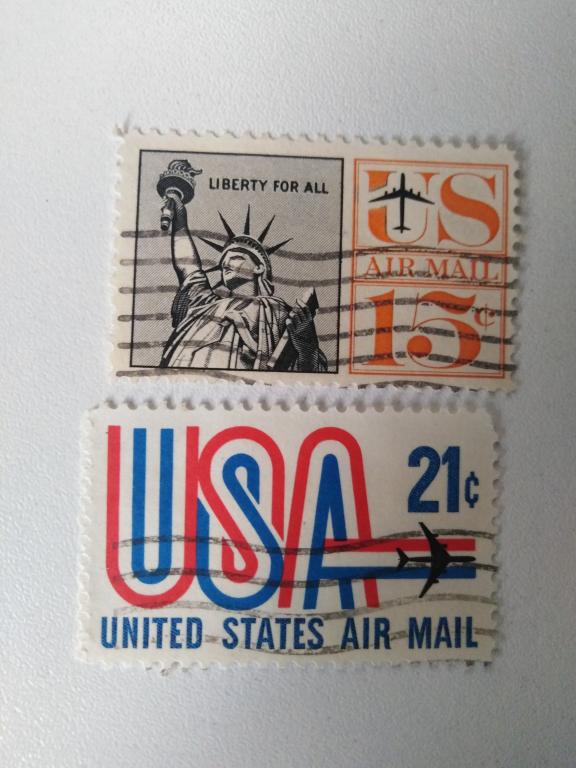 LIBERTY FOR ALL
US
AIR MAIL
15¢
USA
21¢
UNITED STATES AIR MAIL